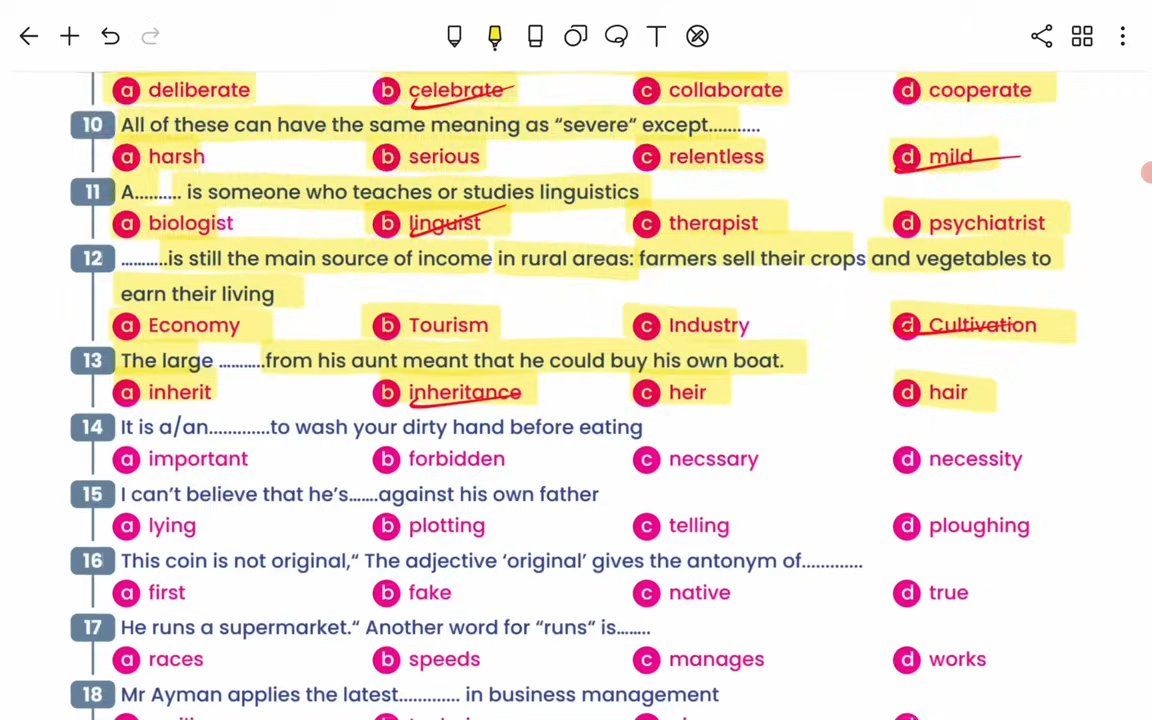 a deliberate b celebrate c collaborate d cooperate
10 All of these can have the same meaning as “severe“ except...........
a harsh b serious c relentless d mild
11 A.......... is someone who teaches or studies linguistics
a biologist b linguist c therapist d psychiatrist
12 ..........is still the main source of income in rural areas: farmers sell their crops and vegetables to
earn their living
a Economy b Tourism c Industry d Cultivation
13 The large ..........from his aunt meant that he could buy his own boat.
a inherit b inheritance c heir d hair
14 It is a/an.............to wash your dirty hand before eating
a important b forbidden c necssary d necessity
15 I can’t believe that he’s.......against his own father
a lying b plotting c telling d ploughing
16 This coin is not original,“ The adjective ‘original’ gives the antonym of.............
a first b fake c native d true
17 He runs a supermarket.“ Another word for “runs“ is........
a races b speeds c manages d works
18 Mr Ayman applies the latest............. in business management